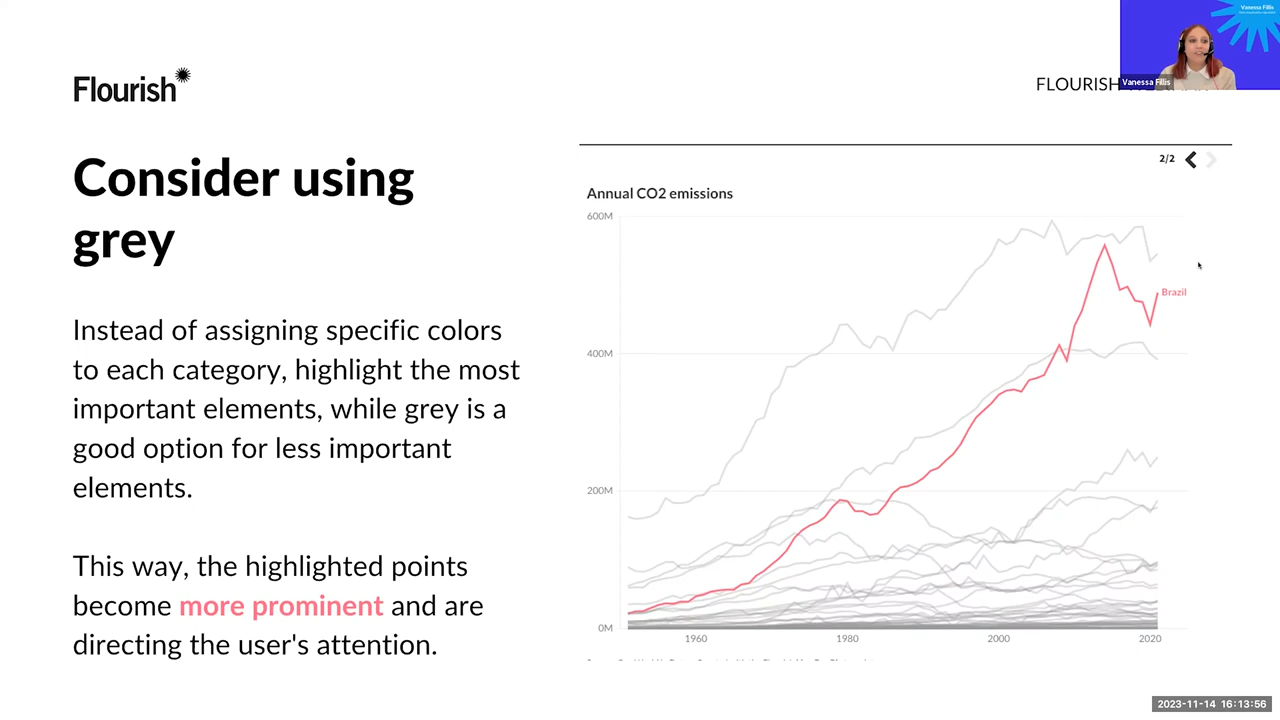 Vanessa Fillis
Vanessa Fillis
Flourish
FLOURISH
Consider using
grey
Instead of assigning specific colors
to each category, highlight the most
important elements, while grey is a
good option for less important
elements.
This way, the highlighted points
become more prominent and are
directing the user's attention.
2/2
Annual CO2 emissions
600M
400M
200M
0M
Brazil
1960
1980
2000
2020
2023-11-14 16:13:56